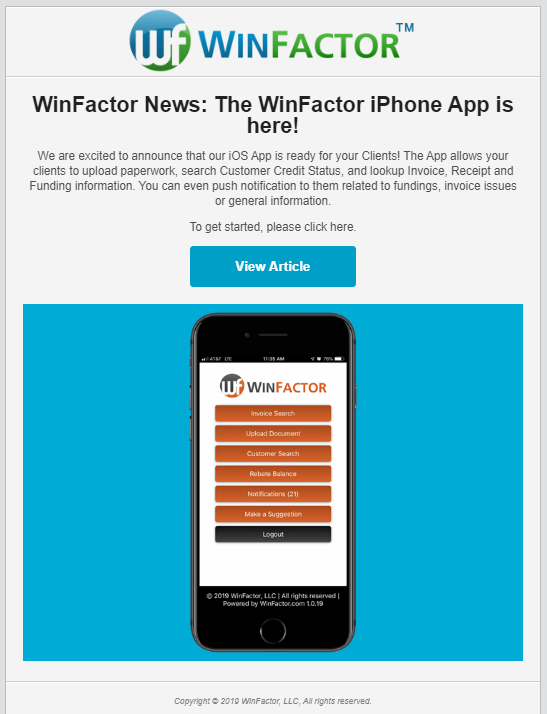 wf WINFACTOR™
WinFactor News: The WinFactor iPhone App is
here!
We are excited to announce that our iOS App is ready for your Clients! The App allows your
clients to upload paperwork, search Customer Credit Status, and lookup Invoice, Receipt and
Funding information. You can even push notification to them related to fundings, invoice issues
or general information.
To get started, please click here.
View Article
AT&T LTE 11:35 AM 76%
wf WINFACTOR
Invoice Search
Upload Document
Customer Search
Rebate Balance
Notifications (21)
Make a Suggestion
Logout
© 2019 WinFactor, LLC | All rights reserved |
Powered by WinFactor.com 1.0.19
Copyright © 2019 WinFactor, LLC, All rights reserved.